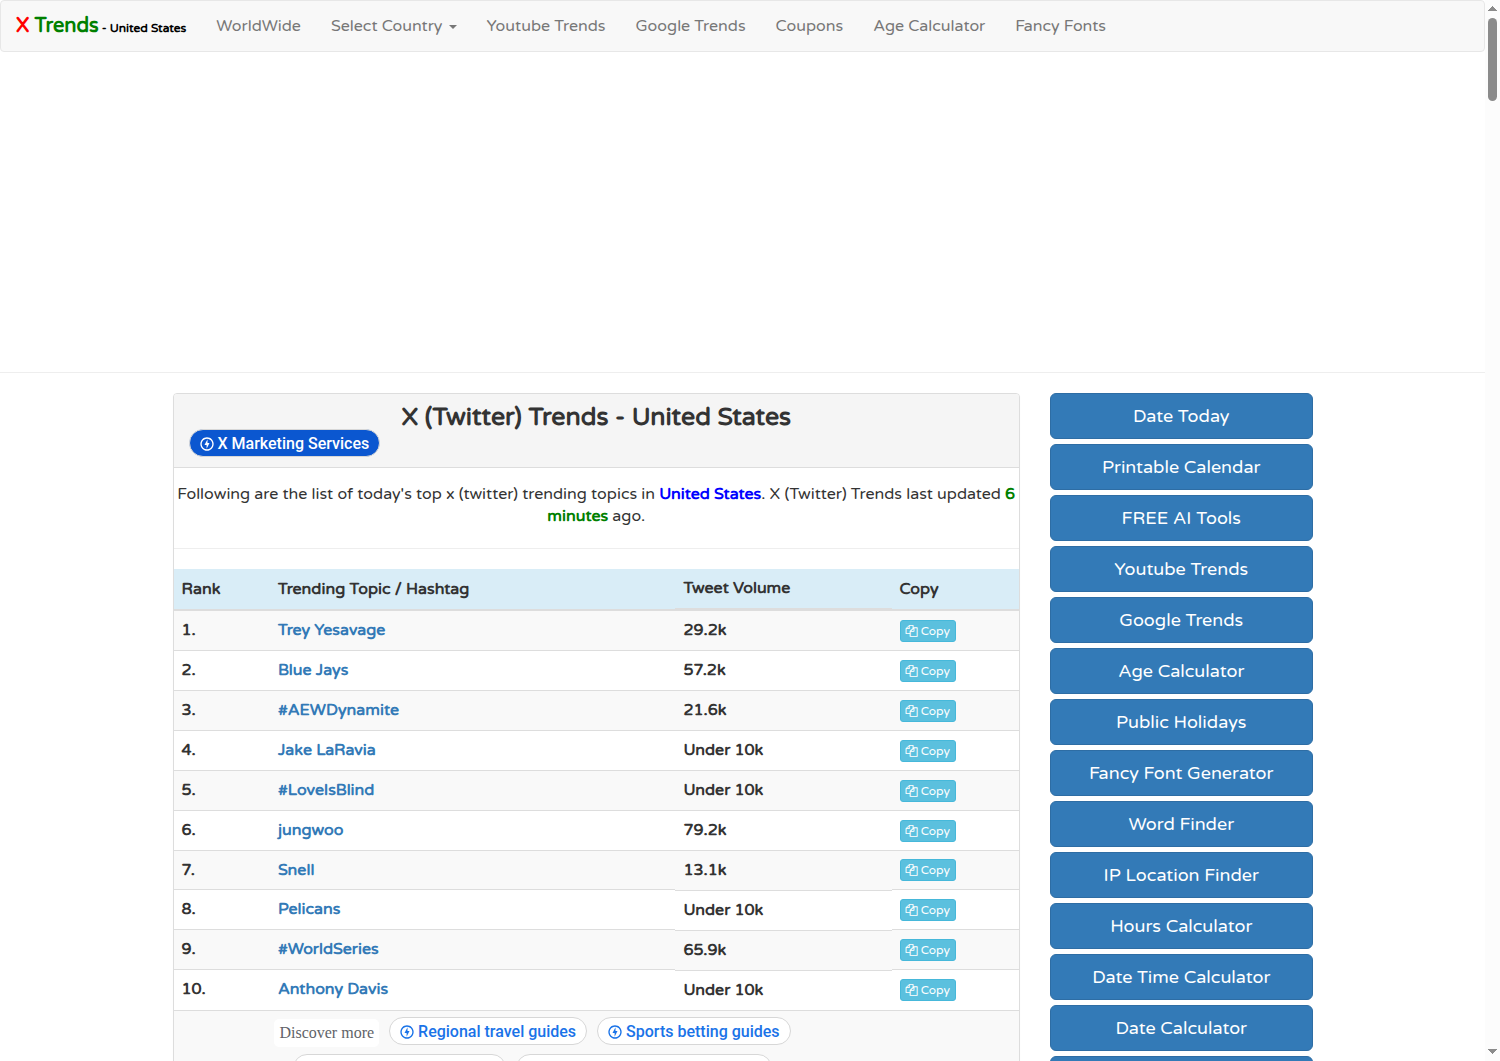 X Trends - United States WorldWide Select Country Youtube Trends Google Trends Coupons Age Calculator Fancy Fonts
X (Twitter) Trends - United States
X Marketing Services
Following are the list of today's top x (twitter) trending topics in United States. X (Twitter) Trends last updated 6
minutes ago.
Rank Trending Topic / Hashtag Tweet Volume Copy
1. Trey Yesavage 29.2k Copy
2. Blue Jays 57.2k Copy
3. #AEWDynamite 21.6k Copy
4. Jake LaRavia Under 10k Copy
5. #LoveIsBlind Under 10k Copy
6. jungwoo 79.2k Copy
7. Snell 13.1k Copy
8. Pelicans Under 10k Copy
9. #WorldSeries 65.9k Copy
10. Anthony Davis Under 10k Copy
Discover more Regional travel guides Sports betting guides
Date Today
Printable Calendar
FREE AI Tools
Youtube Trends
Google Trends
Age Calculator
Public Holidays
Fancy Font Generator
Word Finder
IP Location Finder
Hours Calculator
Date Time Calculator
Date Calculator